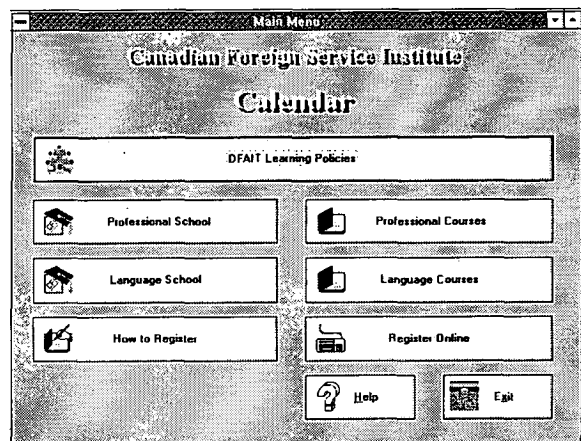 Main Menu
Canadian Foreign Service Institute
Calendar
DFAIT Learning Policies
Professional School
Professional Courses
Language School
Language Courses
How to Register
Register Online
Help
Exit